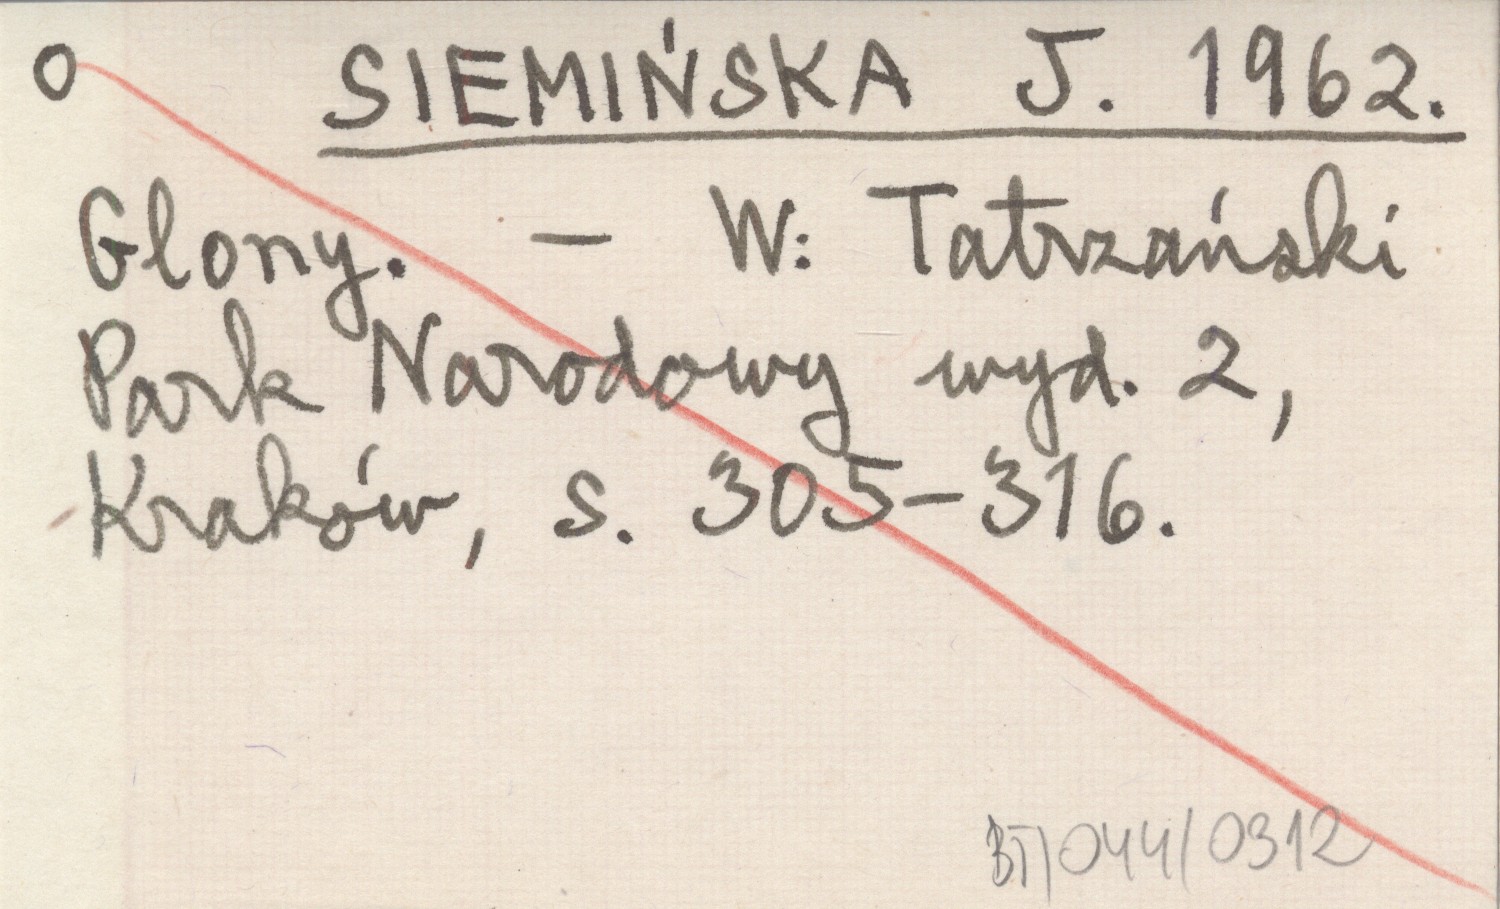 O SIEMIŃSKA J. 1962.
Glony. – W: Tatrzański
Park Narodowy wyd. 2,
Kraków, s. 305–316.
BT/044/0312